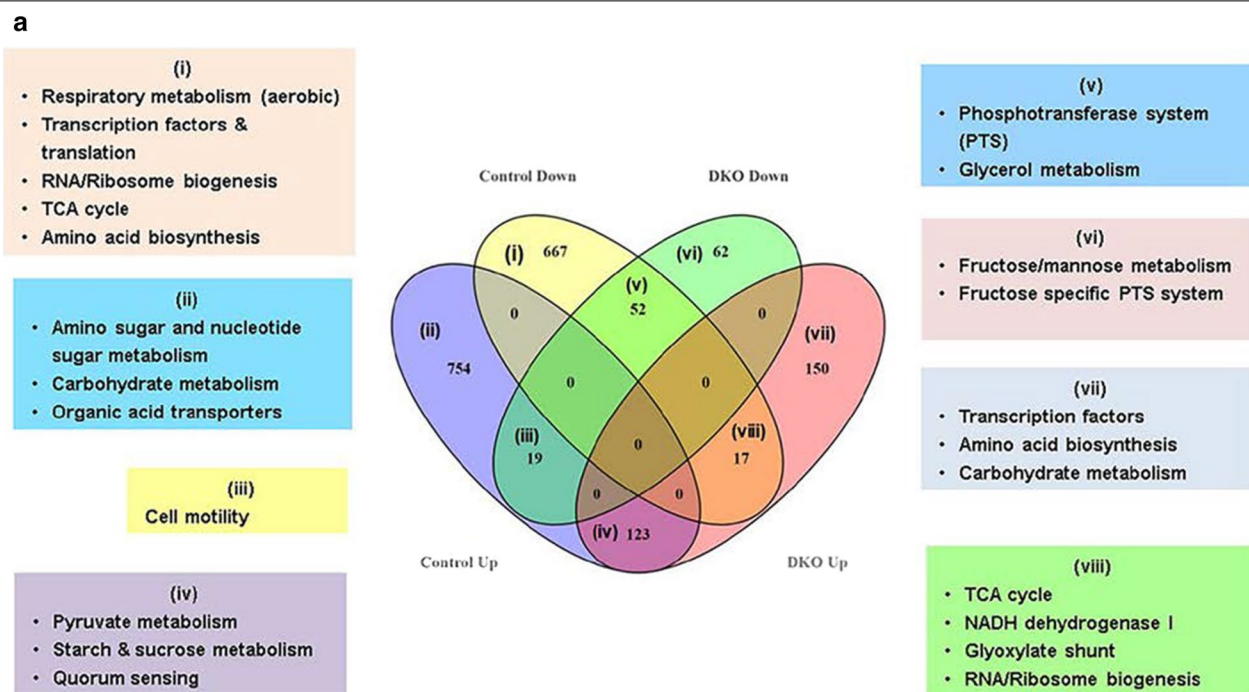 a
(i)
• Respiratory metabolism (aerobic)
• Transcription factors &
translation
• RNA/Ribosome biogenesis
• TCA cycle
• Amino acid biosynthesis
(ii)
• Amino sugar and nucleotide
sugar metabolism
• Carbohydrate metabolism
• Organic acid transporters
(iii)
Cell motility
(iv)
• Pyruvate metabolism
• Starch & sucrose metabolism
• Quorum sensing
Control Down
DKO Down
(i) 667
(vi) 62
(v)
52
0
0
(ii)
754
(vii)
150
0
0
(iii)
19
0
(viii)
17
0
0
(iv) 123
Control Up
DKO Up
(v)
• Phosphotransferase system
(PTS)
• Glycerol metabolism
(vi)
• Fructose/mannose metabolism
• Fructose specific PTS system
(vii)
• Transcription factors
• Amino acid biosynthesis
• Carbohydrate metabolism
(viii)
• TCA cycle
• NADH dehydrogenase I
• Glyoxylate shunt
• RNA/Ribosome biogenesis